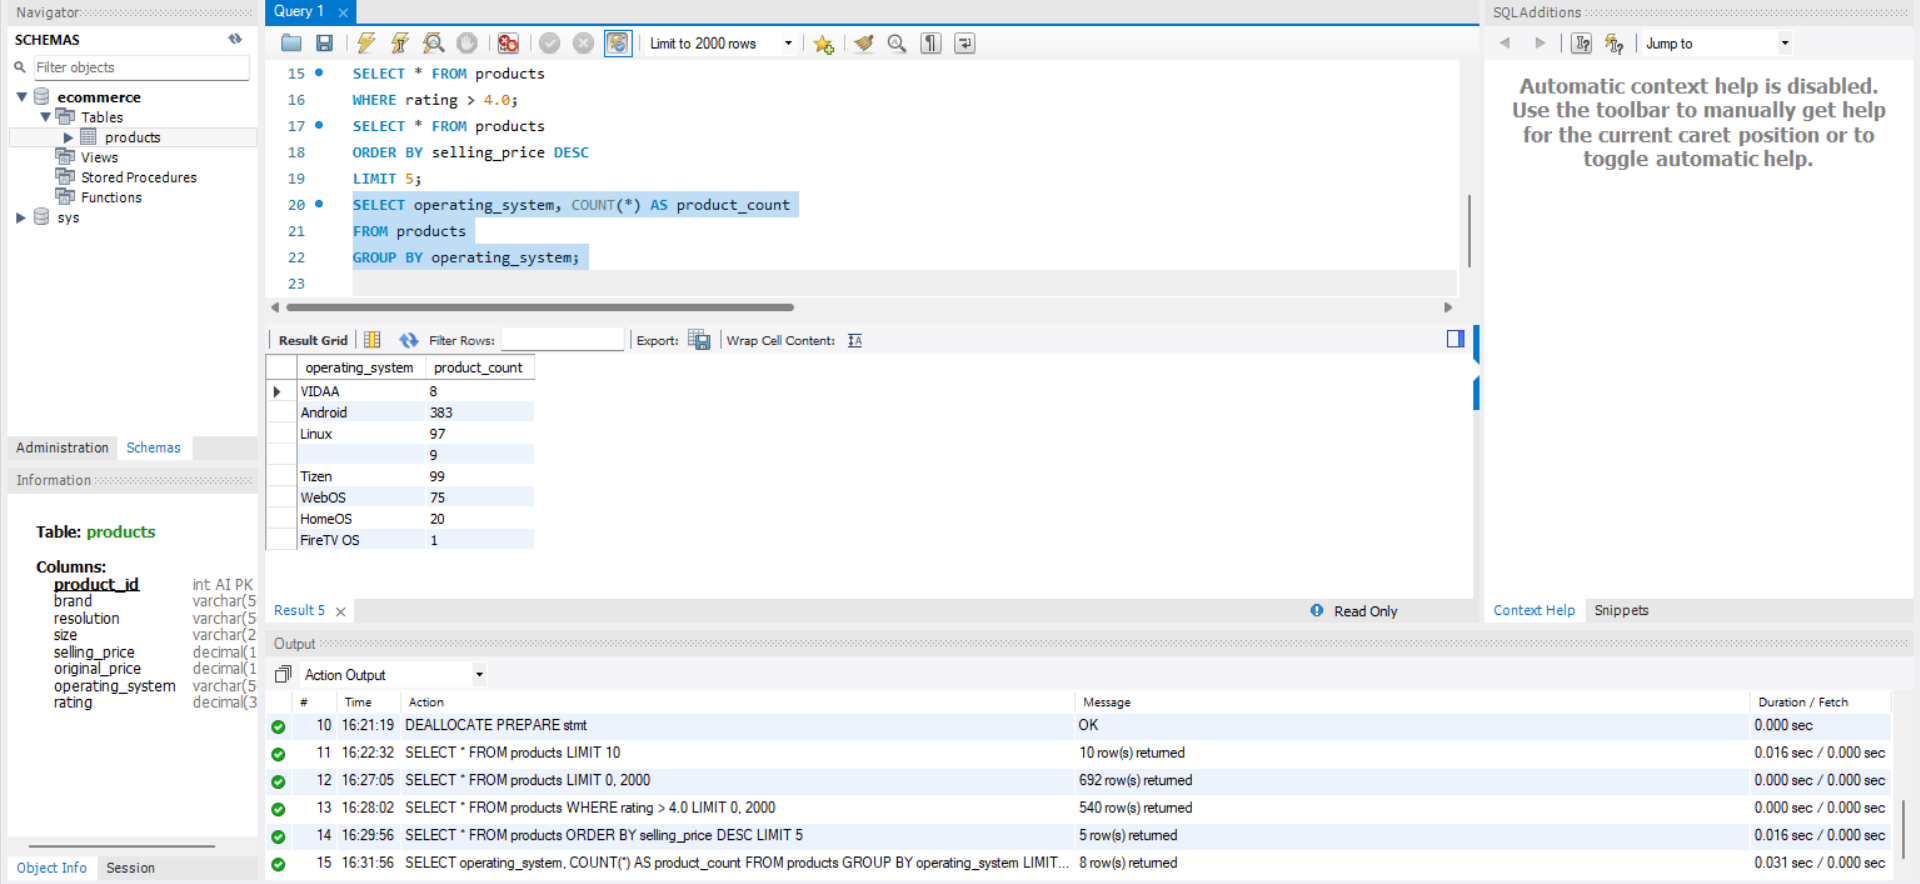 Navigator
SCHEMAS
Filter objects
ecommerce
Tables
products
Views
Stored Procedures
Functions
sys
Administration Schemas
Information
Table: products
Columns:
product_id int AI PK
brand varchar(5
resolution varchar(5
size varchar(2
selling_price decimal(1
original_price decimal(1
operating_system varchar(5
rating decimal(3
Object Info Session
Query 1
Limit to 2000 rows
15 SELECT * FROM products
16 WHERE rating > 4.0;
17 SELECT * FROM products
18 ORDER BY selling_price DESC
19 LIMIT 5;
20 SELECT operating_system, COUNT(*) AS product_count
21 FROM products
22 GROUP BY operating_system;
23
Result Grid Filter Rows: Export: Wrap Cell Content:
operating_system product_count
VIDAA 8
Android 383
Linux 97
9
Tizen 99
WebOS 75
HomeOS 20
FireTV OS 1
Result 5 Read Only
SQLAdditions
Jump to
Automatic context help is disabled.
Use the toolbar to manually get help
for the current caret position or to
toggle automatic help.
Context Help Snippets
Output
Action Output
# Time Action Message Duration / Fetch
10 16:21:19 DEALLOCATE PREPARE stmt OK 0.000 sec
11 16:22:32 SELECT * FROM products LIMIT 10 10 row(s) returned 0.016 sec / 0.000 sec
12 16:27:05 SELECT * FROM products LIMIT 0, 2000 692 row(s) returned 0.000 sec / 0.000 sec
13 16:28:02 SELECT * FROM products WHERE rating > 4.0 LIMIT 0, 2000 540 row(s) returned 0.000 sec / 0.000 sec
14 16:29:56 SELECT * FROM products ORDER BY selling_price DESC LIMIT 5 5 row(s) returned 0.016 sec / 0.000 sec
15 16:31:56 SELECT operating_system, COUNT(*) AS product_count FROM products GROUP BY operating_system LIMIT... 8 row(s) returned 0.031 sec / 0.000 sec